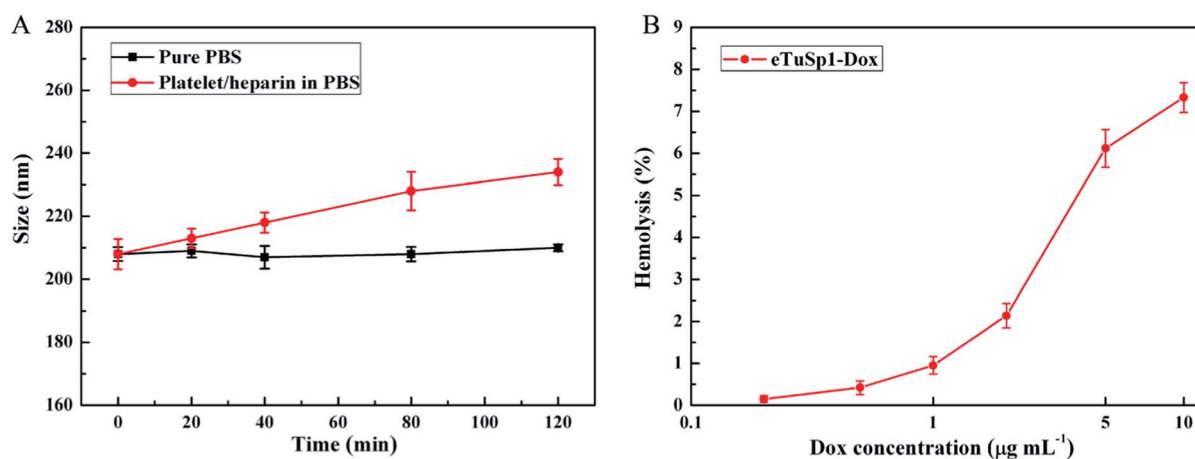 A
Size (nm)
280
260
240
220
200
180
160
Pure PBS
Platelet/heparin in PBS
0 20 40 60 80 100 120
Time (min)
B
Hemolysis (%)
9
8
7
6
5
4
3
2
1
0
eTuSp1-Dox
0.1 1 5 10
Dox concentration (μg mL⁻¹)